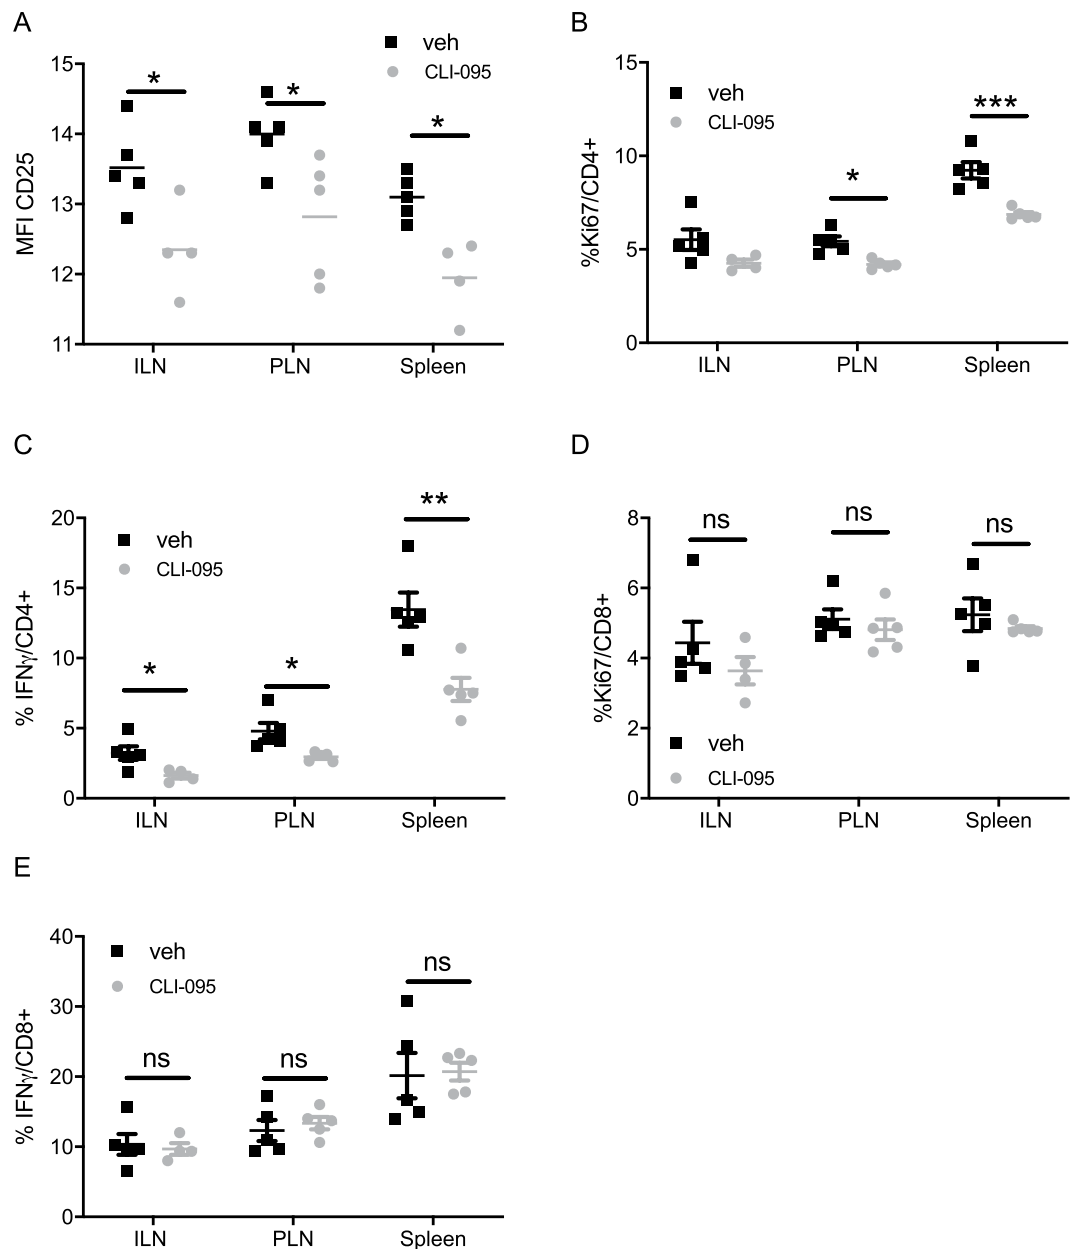 A
veh
CLI-095
MFI CD25
15
14
13
12
11
*
*
*
ILN
PLN
Spleen
B
veh
CLI-095
%Ki67/CD4+
15
10
5
0
*
***
ILN
PLN
Spleen
C
veh
CLI-095
% IFNγ/CD4+
20
15
10
5
0
*
*
**
ILN
PLN
Spleen
D
%Ki67/CD8+
8
6
4
2
0
ns
ns
ns
veh
CLI-095
ILN
PLN
Spleen
E
veh
CLI-095
% IFNγ/CD8+
40
30
20
10
0
ns
ns
ns
ILN
PLN
Spleen